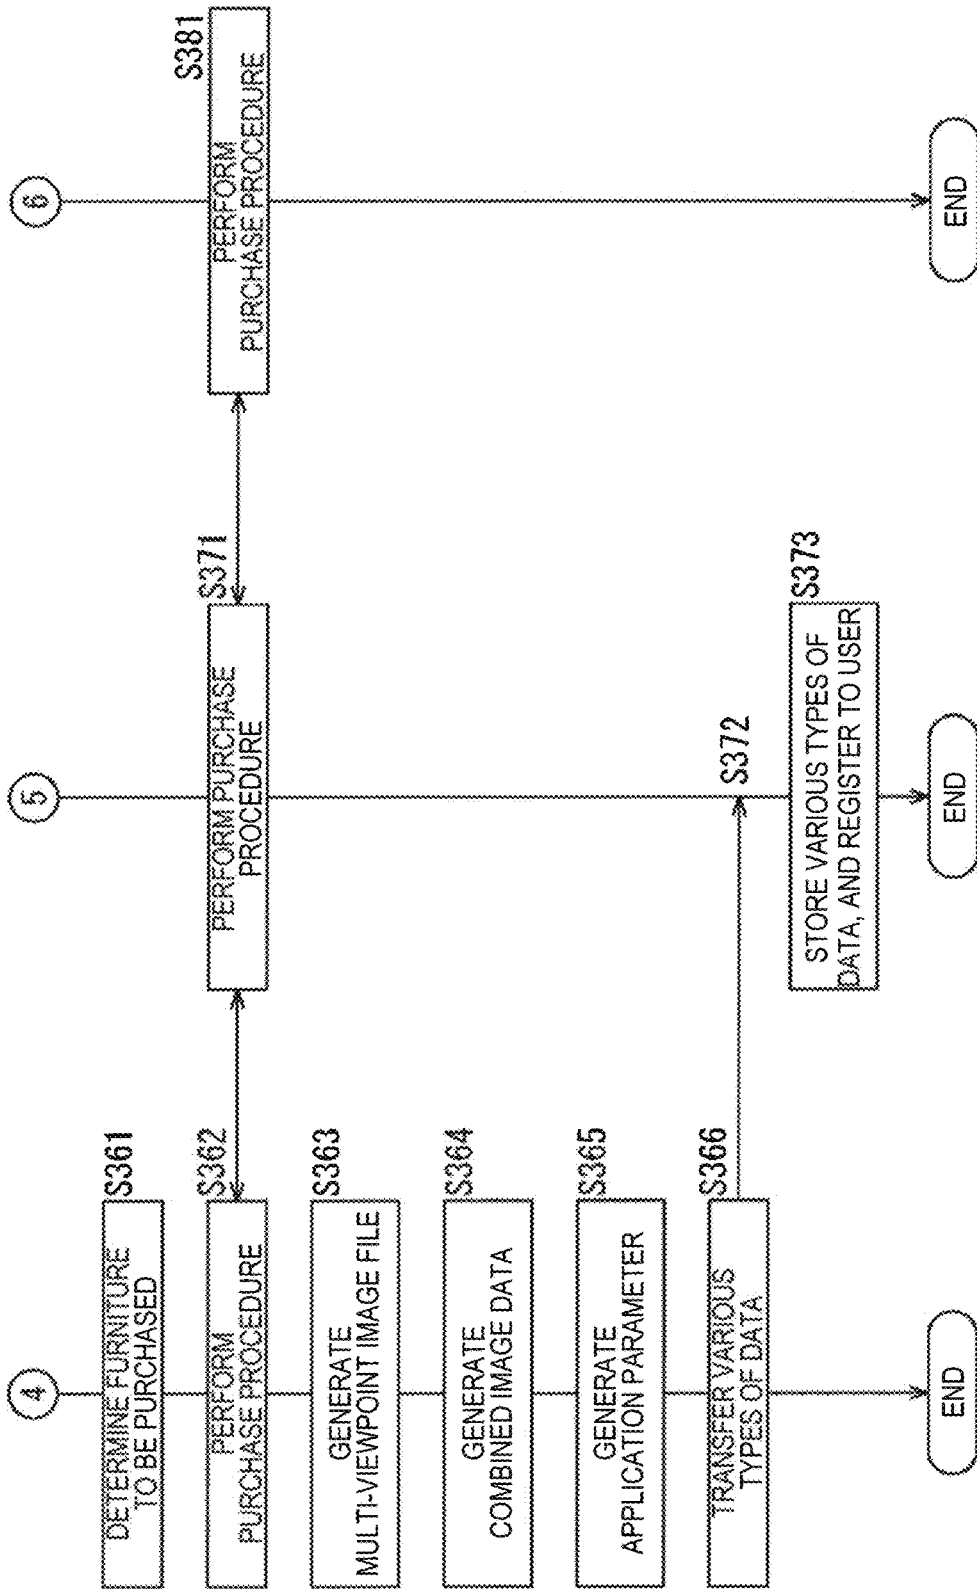 4
DETERMINE FURNITURE
TO BE PURCHASED
S361
PERFORM
PURCHASE PROCEDURE
S362
GENERATE
MULTI-VIEWPOINT IMAGE FILE
S363
GENERATE
COMBINED IMAGE DATA
S364
GENERATE
APPLICATION PARAMETER
S365
TRANSFER VARIOUS
TYPES OF DATA
S366
END
5
PERFORM PURCHASE
PROCEDURE
S371
S372
STORE VARIOUS TYPES OF
DATA, AND REGISTER TO USER
S373
END
6
PERFORM
PURCHASE PROCEDURE
S381
END